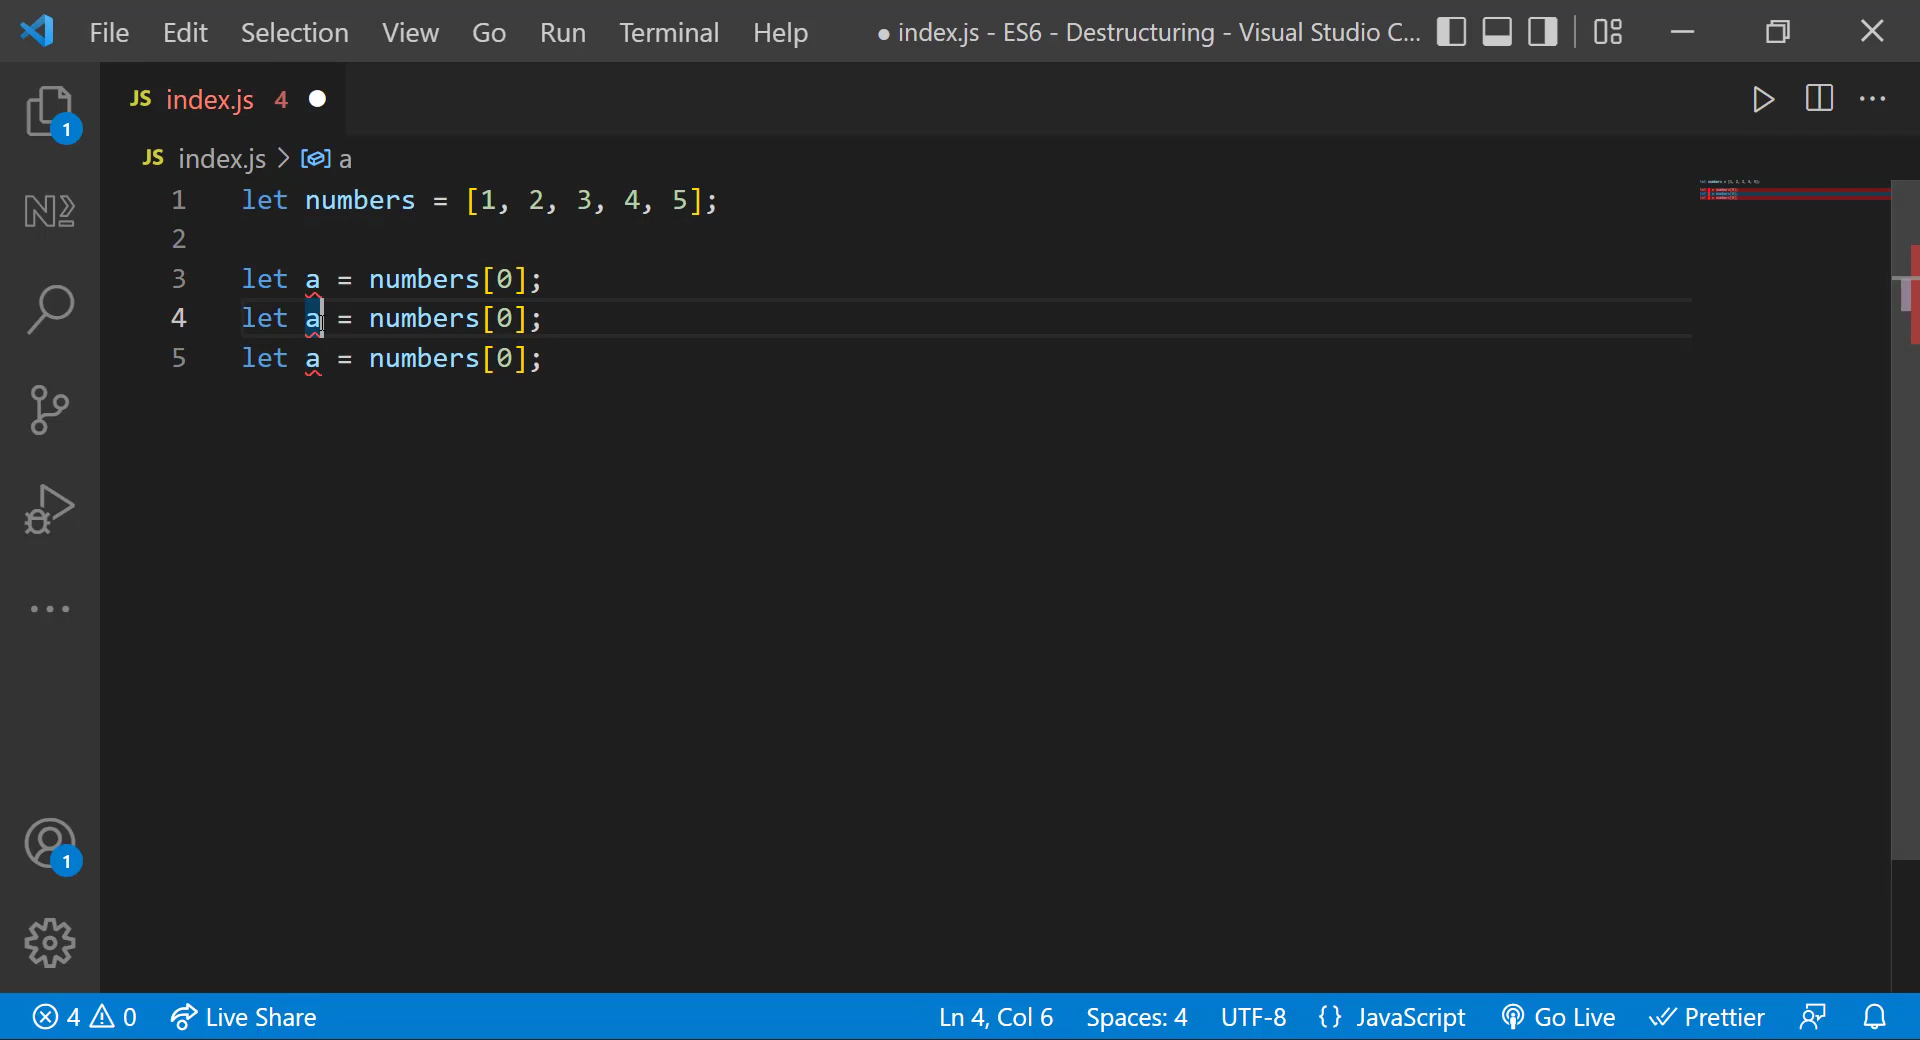 File Edit Selection View Go Run Terminal Help ● index.js - ES6 - Destructuring - Visual Studio C...
JS index.js 4
JS index.js > a
1 let numbers = [1, 2, 3, 4, 5];
2
3 let a = numbers[0];
4 let a = numbers[0];
5 let a = numbers[0];
1
1
4 0 Live Share Ln 4, Col 6 Spaces: 4 UTF-8 {} JavaScript Go Live Prettier